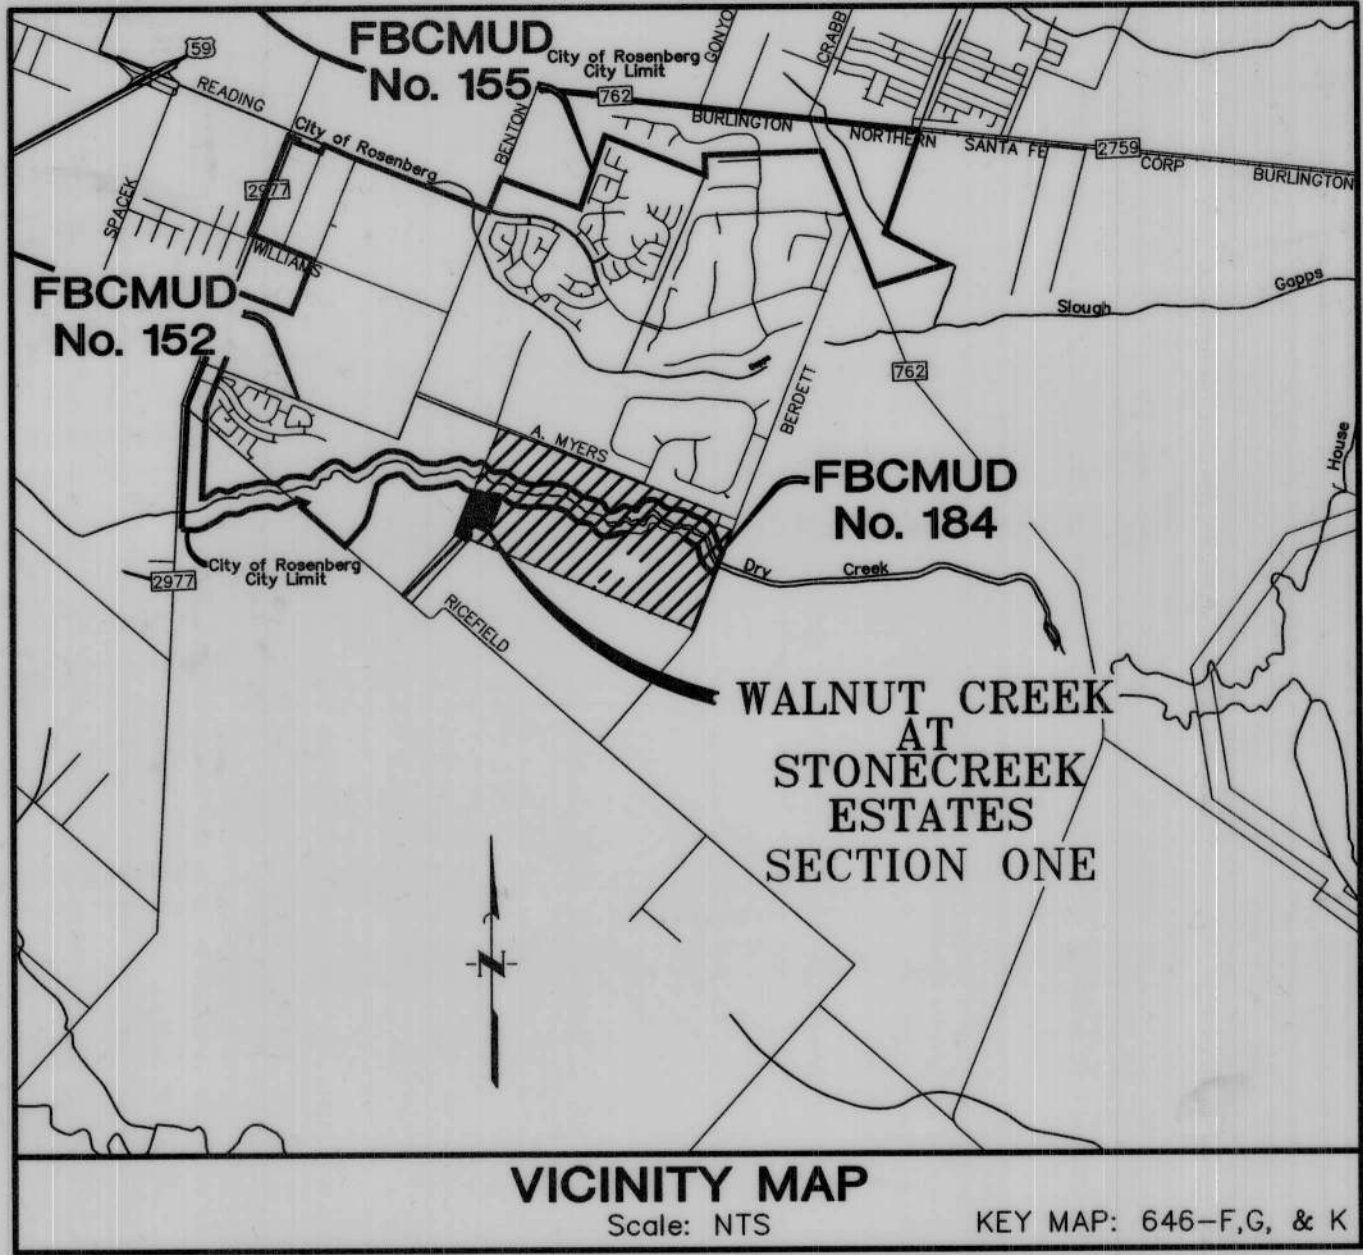 59
READING
FBCMUD
No. 155
City of Rosenberg
City Limit
GONYO
CRABB
762
BURLINGTON
NORTHERN
SANTA FE
2759
CORP
BURLINGTON
City of Rosenberg
BENTON
2977
SPACEK
WILLIAMS
FBCMUD
No. 152
Slough
Gapps
762
BERDETT
A. MYERS
House
FBCMUD
No. 184
City of Rosenberg
City Limit
2977
Dry
Creek
RICEFIELD
WALNUT CREEK
AT
STONECREEK
ESTATES
SECTION ONE
N
VICINITY MAP
Scale: NTS
KEY MAP: 646-F,G, & K